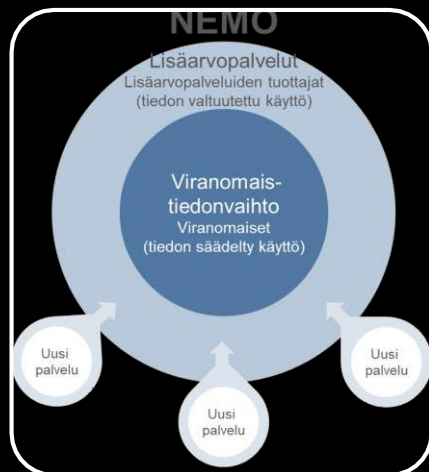 NEMO
Lisäarvopalvelut
Lisäarvopalveluiden tuottajat
(tiedon valtuutettu käyttö)
Viranomais-
tiedonvaihto
Viranomaiset
(tiedon säädelty käyttö)
Uusi
palvelu
Uusi
palvelu
Uusi
palvelu